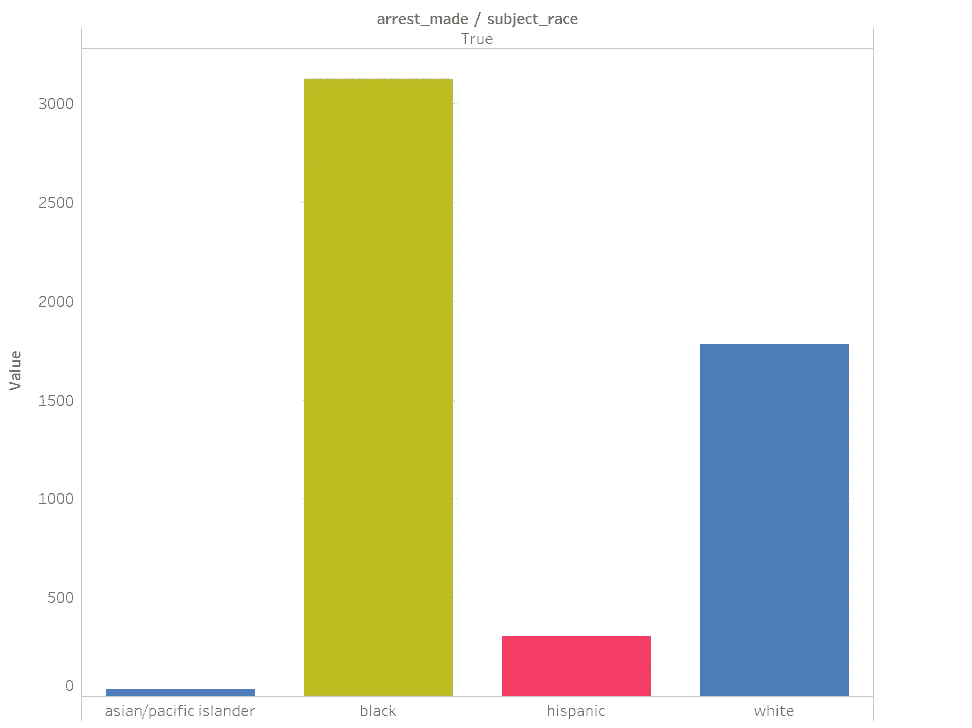 arrest_made / subject_race
True
3000
2500
2000
1500
1000
500
0
Value
asian/pacific islander black hispanic white